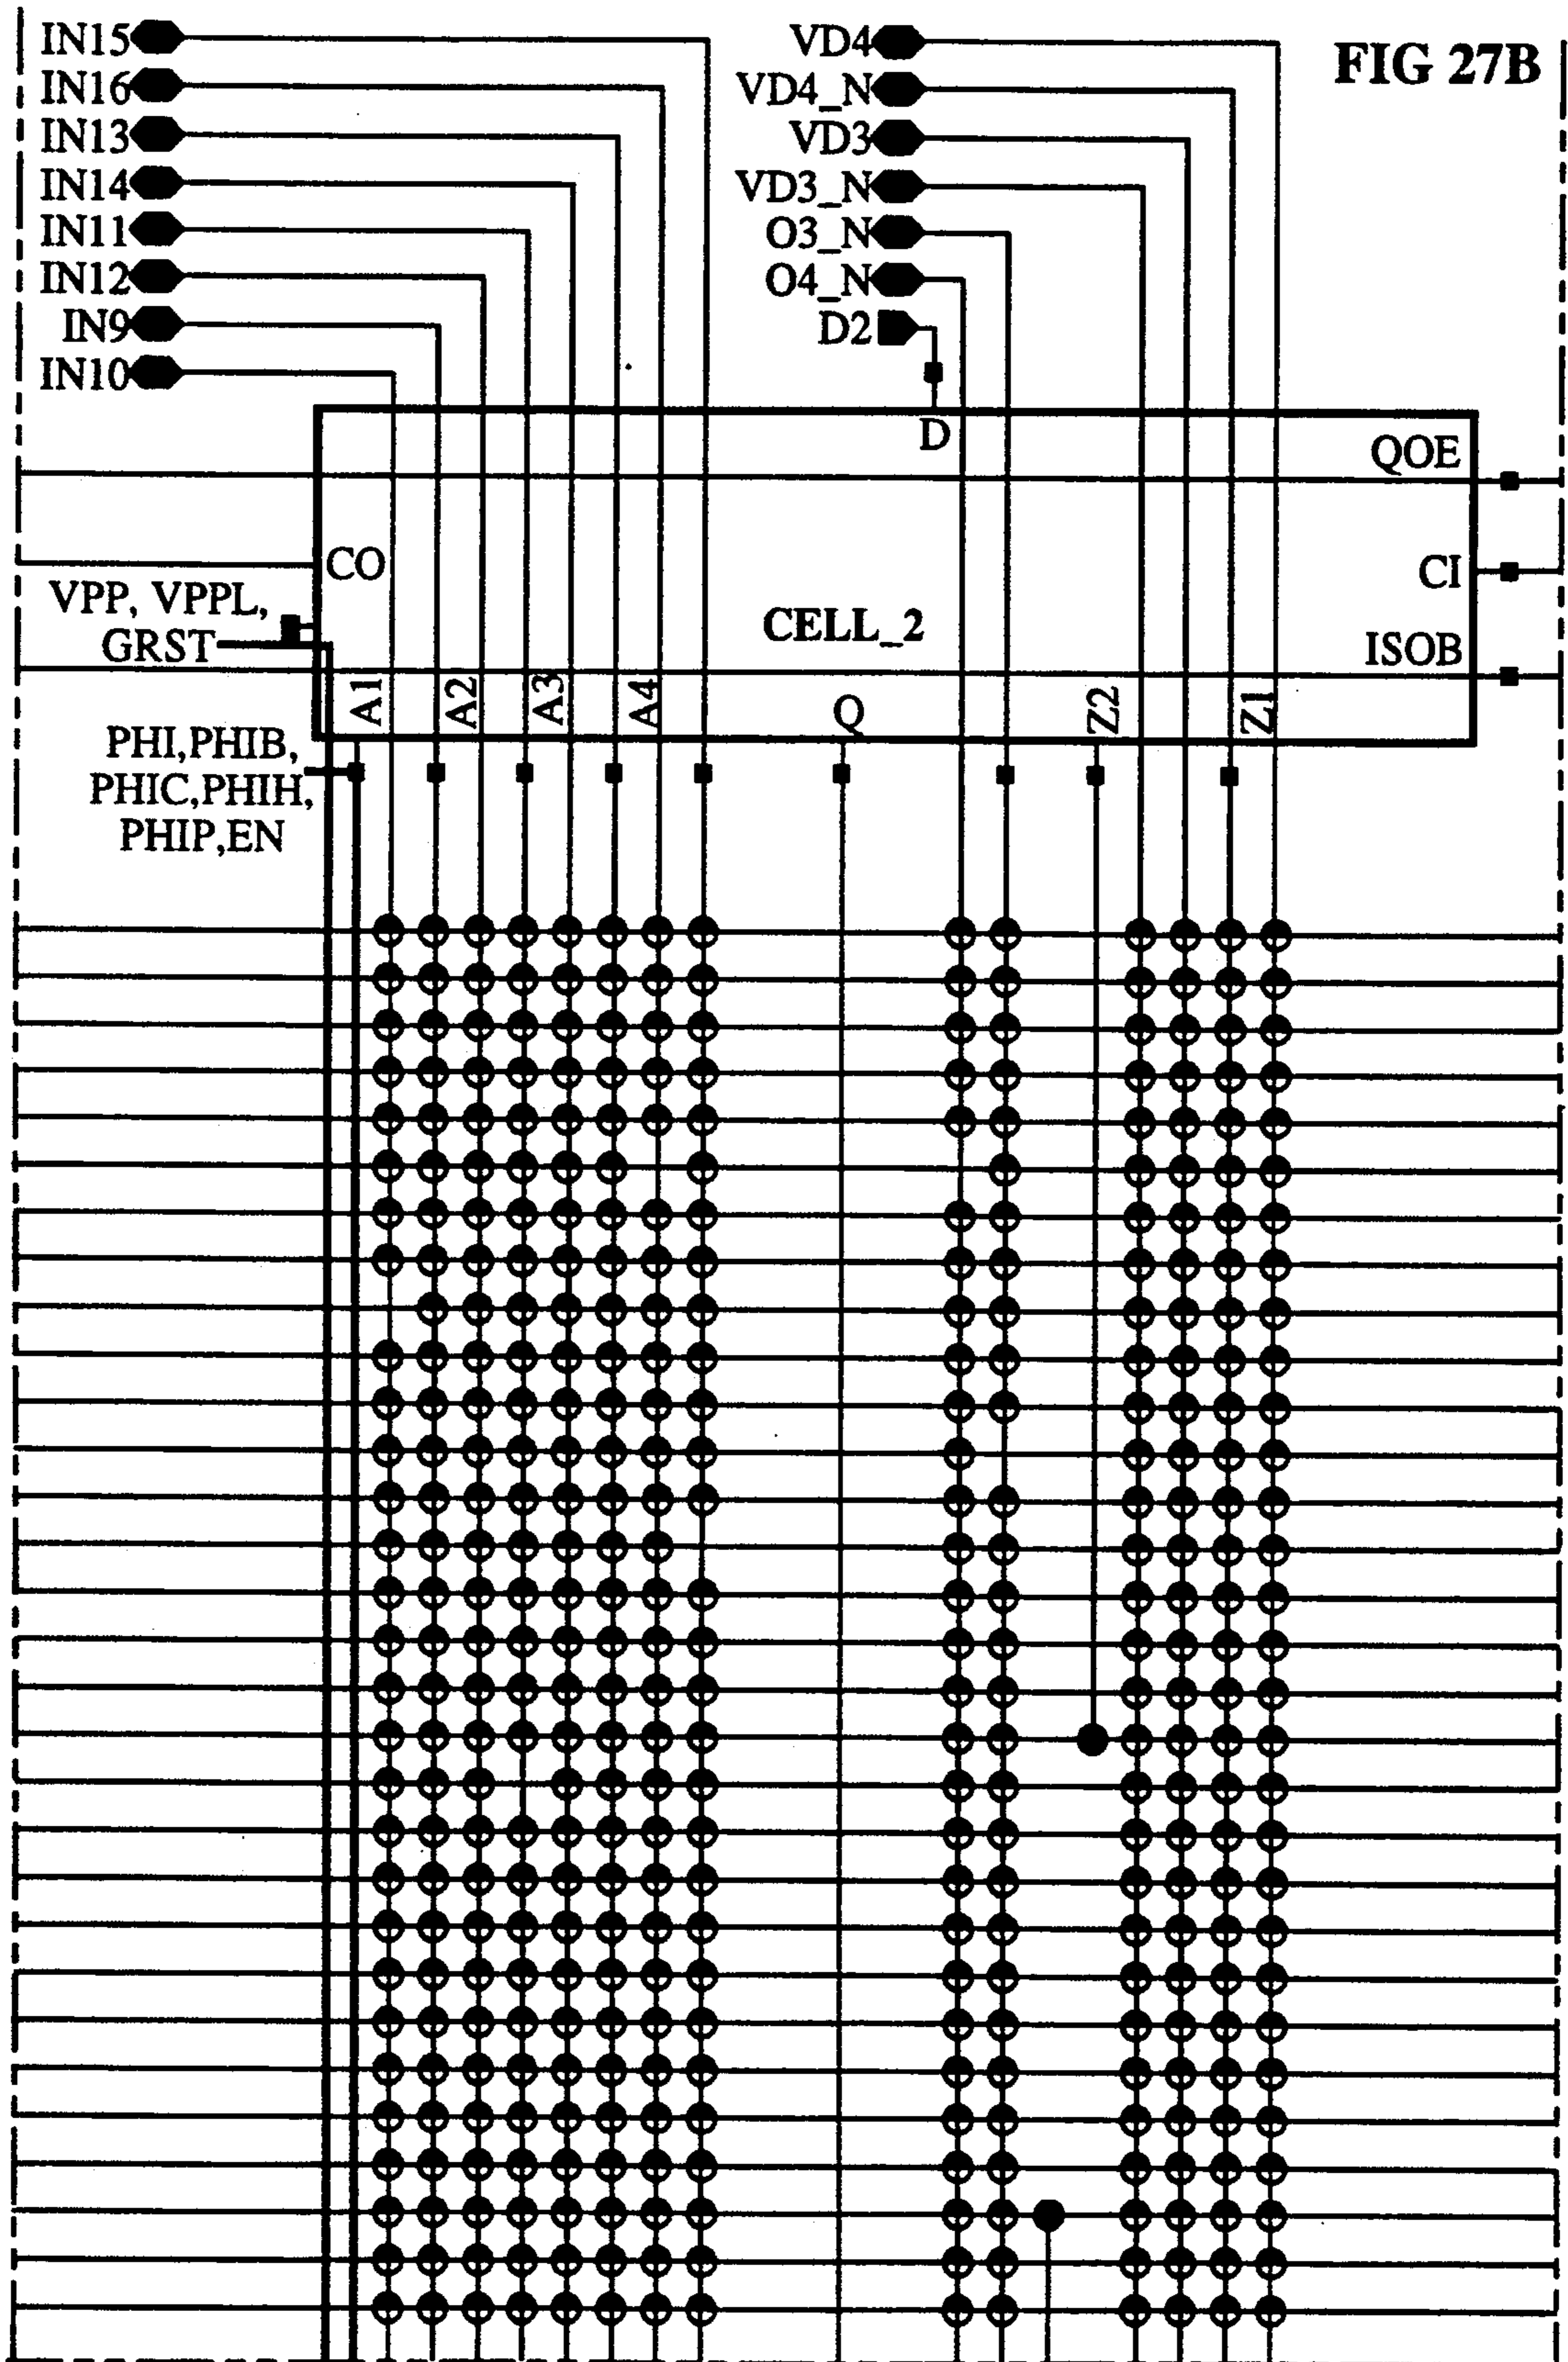 FIG 27B
IN15
IN16
IN13
IN14
IN11
IN12
IN9
IN10
VD4
VD4_N
VD3
VD3_N
O3_N
O4_N
D2
D
QOE
CO
CI
VPP, VPPL,
GRST
CELL_2
ISOB
A1
A2
A3
A4
Q
Z2
Z1
PHI,PHIB,
PHIC,PHIH,
PHIP,EN